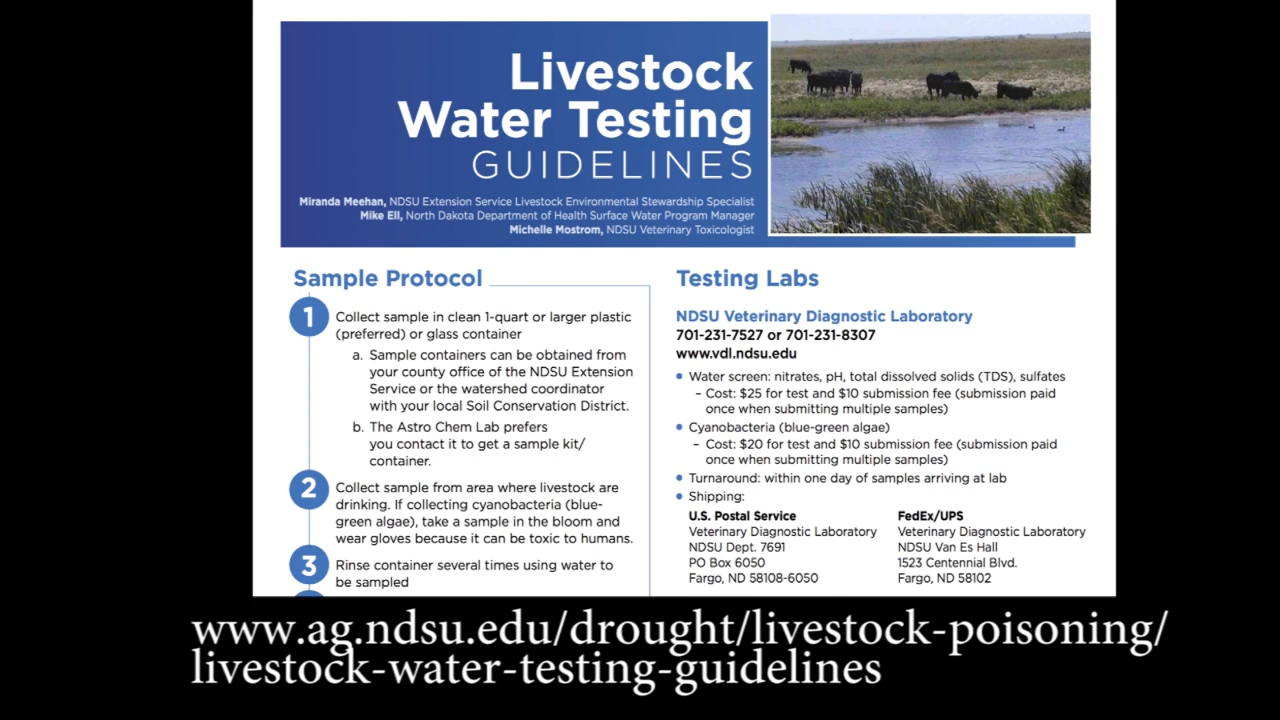 Livestock
Water Testing
GUIDELINES
Miranda Meehan, NDSU Extension Service Livestock Environmental Stewardship Specialist
Mike Ell, North Dakota Department of Health Surface Water Program Manager
Michelle Mostrom, NDSU Veterinary Toxicologist
Sample Protocol
1
Collect sample in clean 1-quart or larger plastic
(preferred) or glass container
a. Sample containers can be obtained from
your county office of the NDSU Extension
Service or the watershed coordinator
with your local Soil Conservation District.
b. The Astro Chem Lab prefers
you contact it to get a sample kit/
container.
2
Collect sample from area where livestock are
drinking. If collecting cyanobacteria (blue-
green algae), take a sample in the bloom and
wear gloves because it can be toxic to humans.
3
Rinse container several times using water to
be sampled
Testing Labs
NDSU Veterinary Diagnostic Laboratory
701-231-7527 or 701-231-8307
www.vdl.ndsu.edu
• Water screen: nitrates, pH, total dissolved solids (TDS), sulfates
– Cost: $25 for test and $10 submission fee (submission paid
once when submitting multiple samples)
• Cyanobacteria (blue-green algae)
– Cost: $20 for test and $10 submission fee (submission paid
once when submitting multiple samples)
• Turnaround: within one day of samples arriving at lab
• Shipping:
U.S. Postal Service
Veterinary Diagnostic Laboratory
NDSU Dept. 7691
PO Box 6050
Fargo, ND 58108-6050
FedEx/UPS
Veterinary Diagnostic Laboratory
NDSU Van Es Hall
1523 Centennial Blvd.
Fargo, ND 58102
www.ag.ndsu.edu/drought/livestock-poisoning/
livestock-water-testing-guidelines